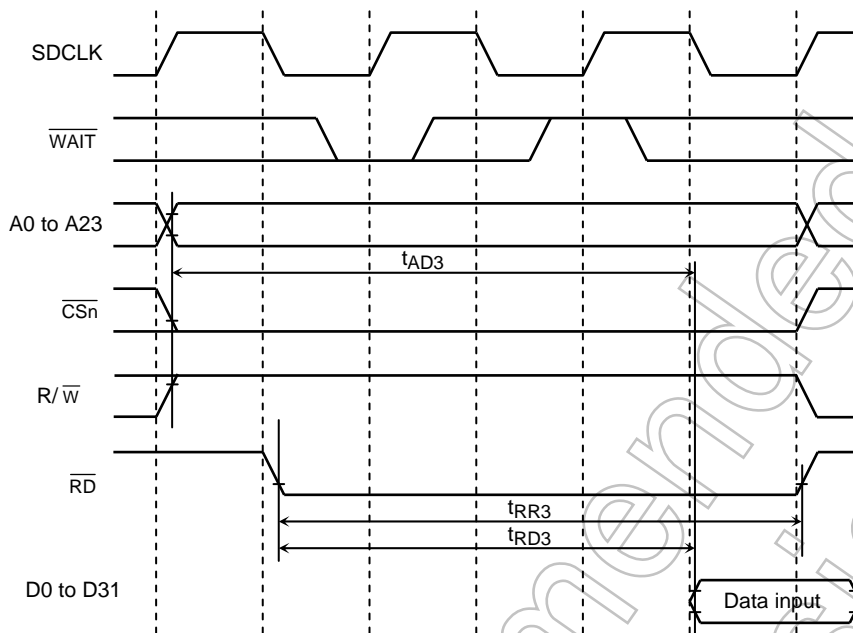 SDCLK
WAIT
A0 to A23
tAD3
CSn
R/ W
RD
tRR3
tRD3
D0 to D31
Data input